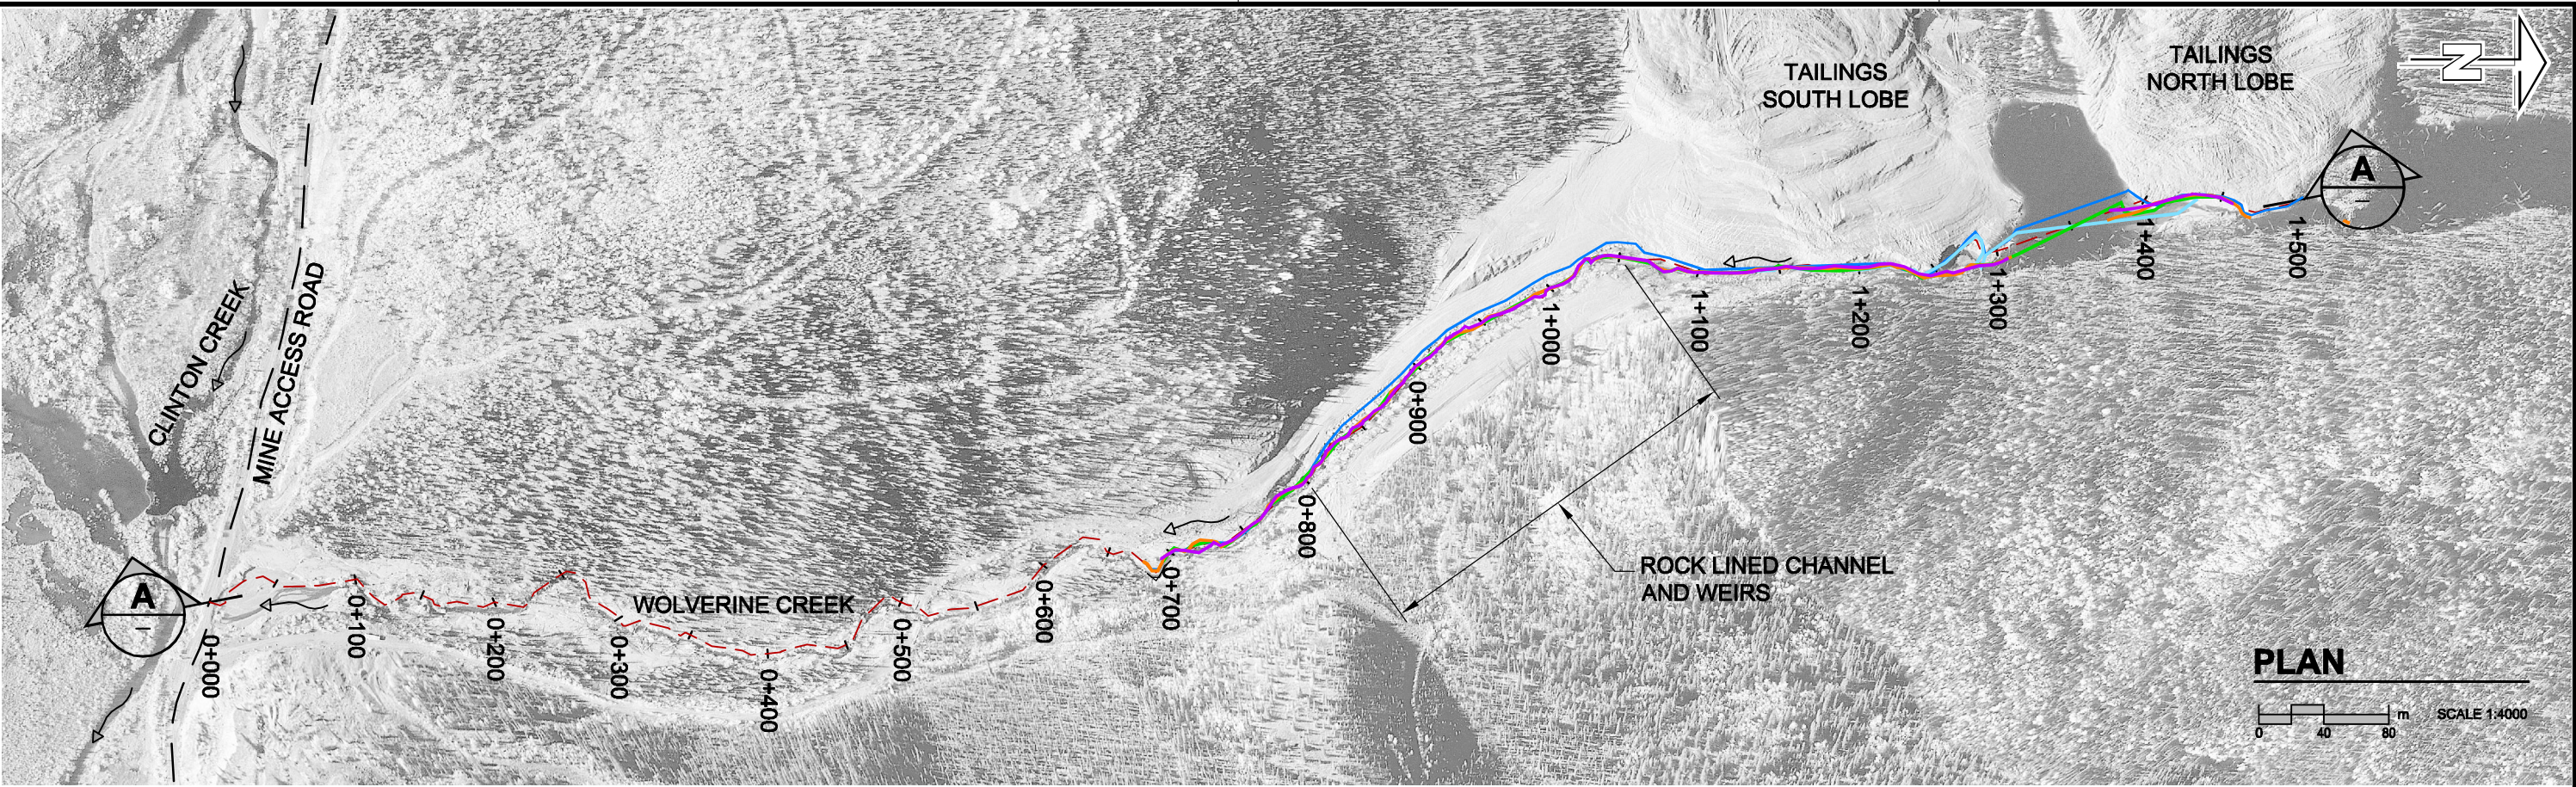 TAILINGS
SOUTH LOBE
TAILINGS
NORTH LOBE
N
A
CLINTON CREEK
MINE ACCESS ROAD
1+500
1+400
1+300
1+200
1+100
1+000
0+900
0+800
0+700
0+600
0+500
0+400
0+300
0+200
0+100
0+000
WOLVERINE CREEK
ROCK LINED CHANNEL
AND WEIRS
A
PLAN
m SCALE 1:4000
0 40 80